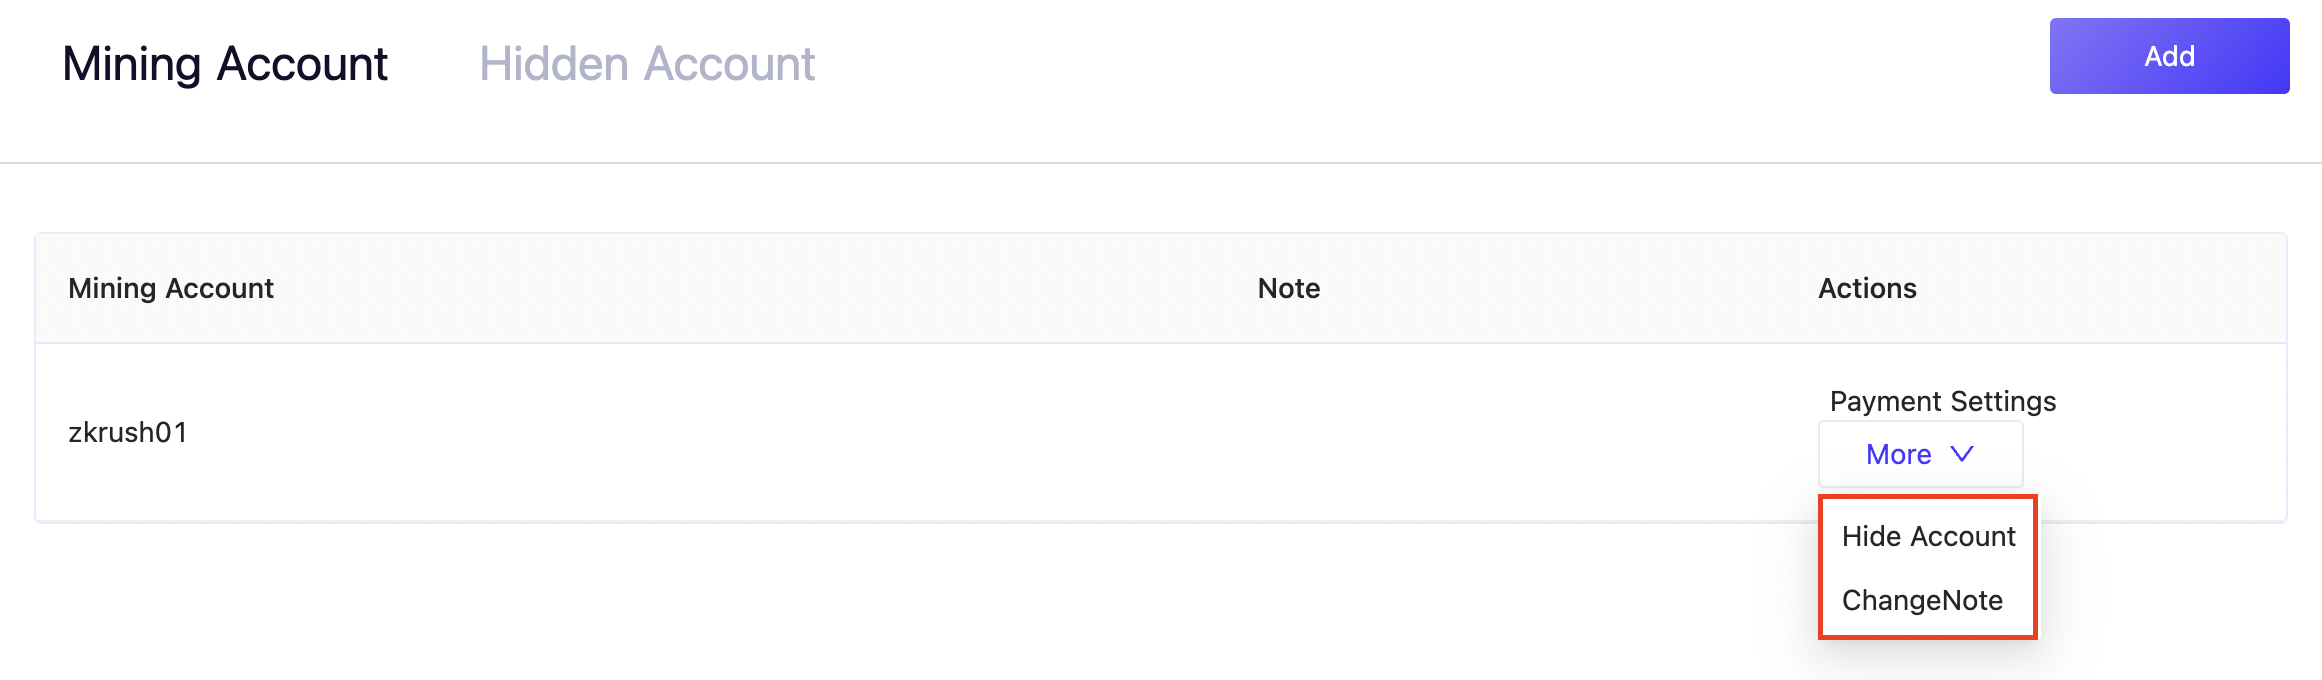 Mining Account Hidden Account Add
Mining Account Note Actions
zkrush01
Payment Settings
More
Hide Account
ChangeNote